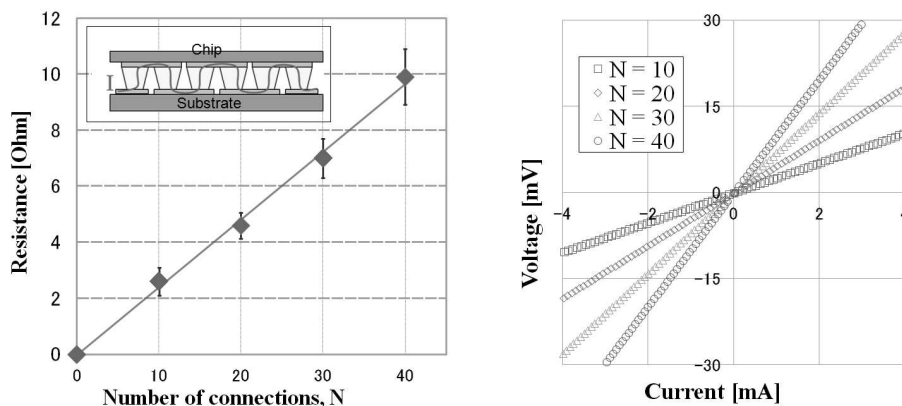 12
10
8
6
4
2
0
Resistance [Ohm]
Chip
I
Substrate
0
10
20
30
40
Number of connections, N
30
15
0
-15
-30
Voltage [mV]
N = 10
N = 20
N = 30
N = 40
-4
-2
0
2
4
Current [mA]